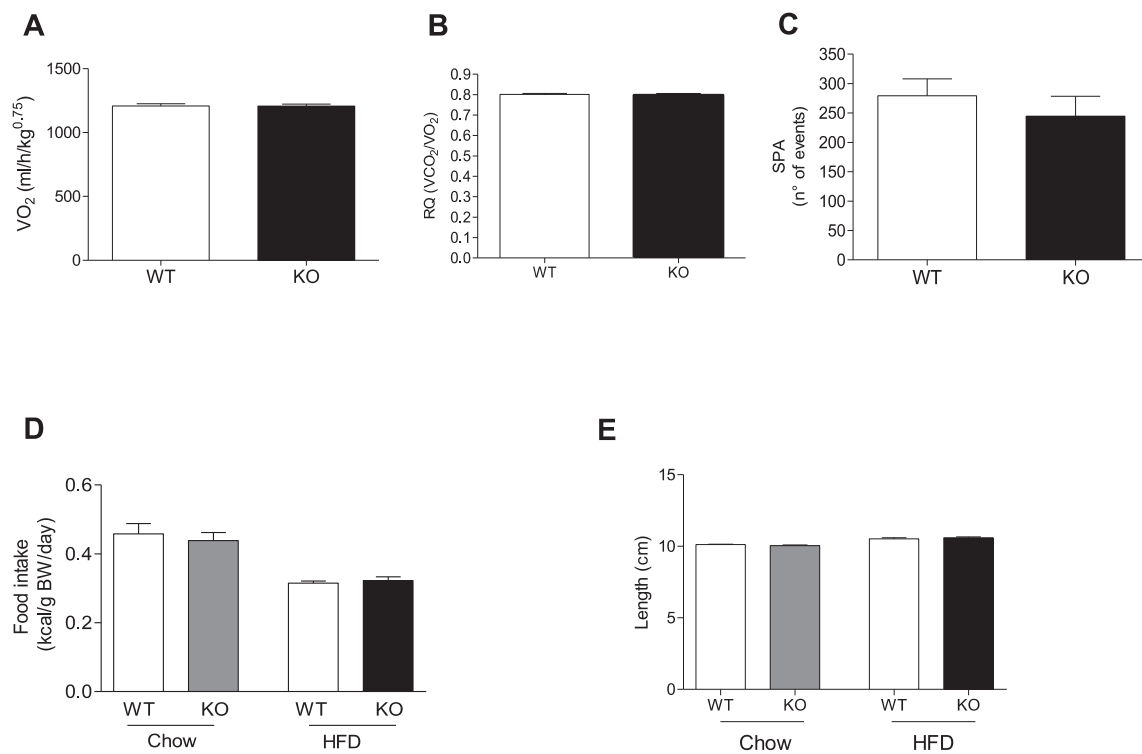 A
VO₂ (ml/h/kg^0.75)
1500
1000
500
0
WT KO
B
RQ (VCO₂/VO₂)
0.9
0.8
0.7
0.6
0.5
0.4
0.3
0.2
0.1
0.0
WT KO
C
SPA
(n° of events)
350
300
250
200
150
100
50
0
WT KO
D
Food intake
(kcal/g BW/day)
0.6
0.4
0.2
0.0
WT KO WT KO
Chow HFD
E
Length (cm)
15
10
5
0
WT KO WT KO
Chow HFD